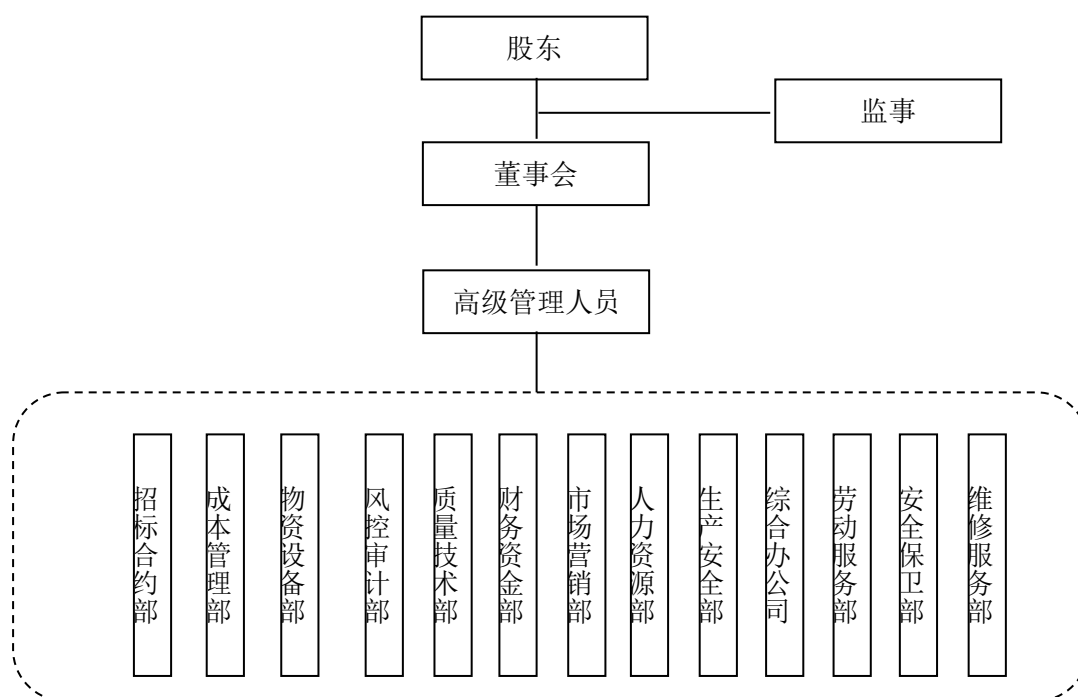 股东
监事
董事会
高级管理人员
招标合约部
成本管理部
物资设备部
风控审计部
质量技术部
财务资金部
市场营销部
人力资源部
生产安全部
综合办公司
劳动服务部
安全保卫部
维修服务部